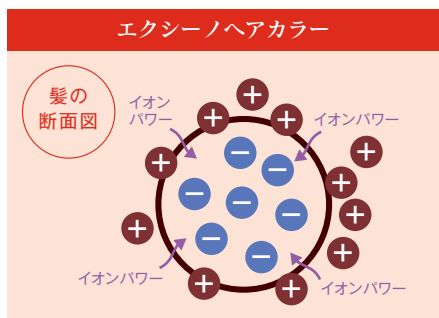 エクシーノヘアカラー
髪の
断面図
イオン
パワー
イオンパワー
イオンパワー
イオンパワー